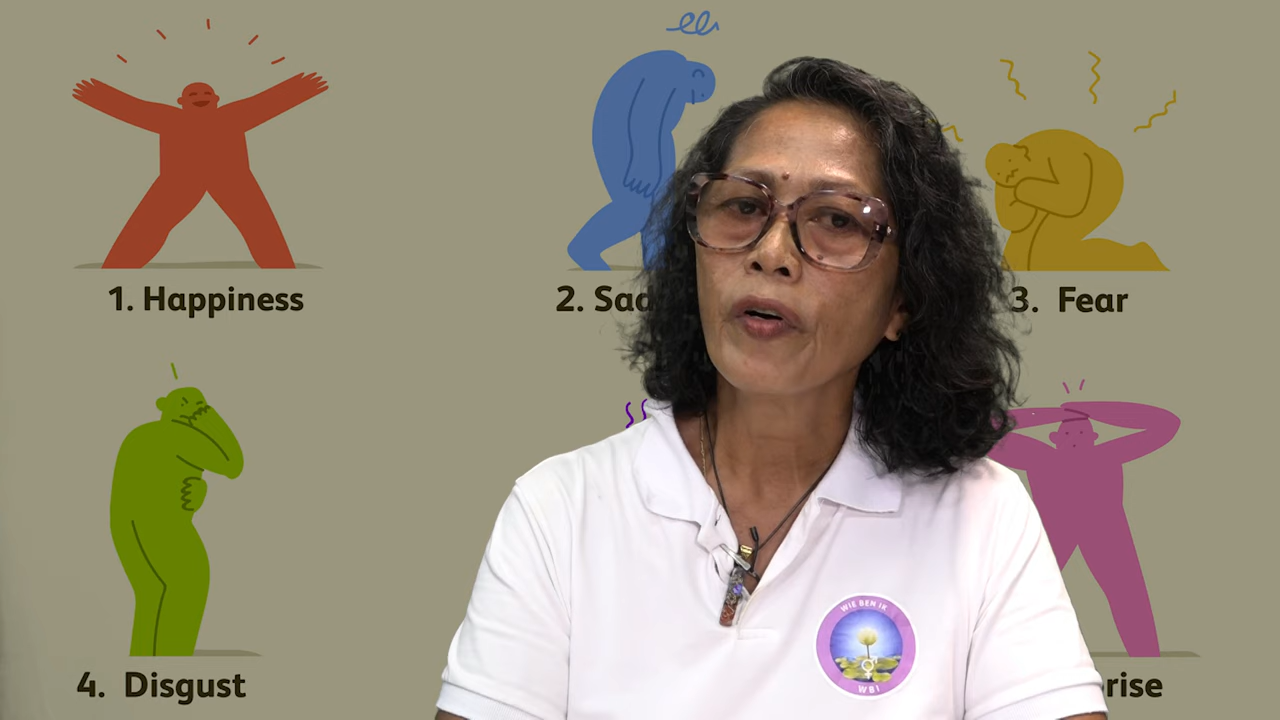 1. Happiness
2. Sad
3. Fear
4. Disgust
rise
WIE BEN IK
WBI